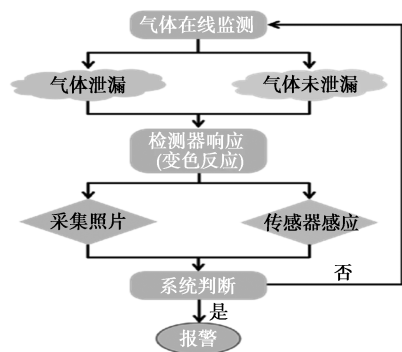 气体在线监测
气体泄漏
气体未泄漏
检测器响应
(变色反应)
采集照片
传感器感应
否
系统判断
是
报警